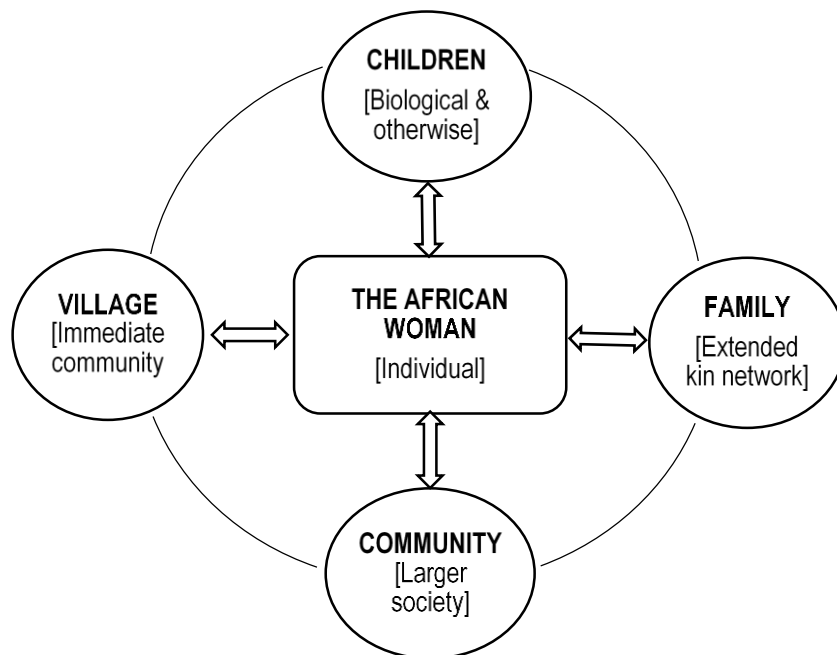 CHILDREN
[Biological &
otherwise]
VILLAGE
[Immediate
community
THE AFRICAN
WOMAN
[Individual]
FAMILY
[Extended
kin network]
COMMUNITY
[Larger
society]